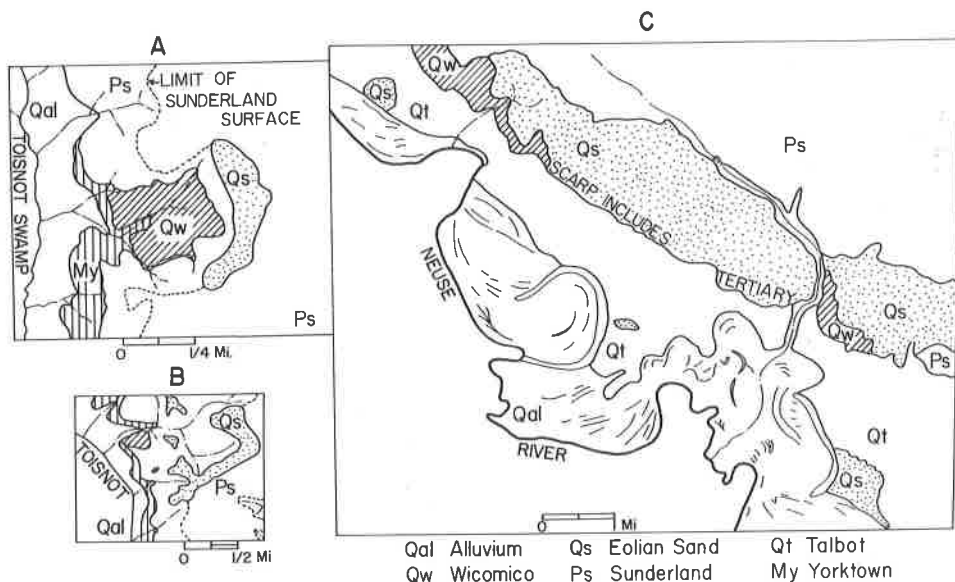 A
Qal
Ps
LIMIT OF
SUNDERLAND
SURFACE
TOISNOT SWAMP
Qs
Qw
My
Ps
0 1/4 Mi.
B
Qs
TOISNOT
Ps
Qal
0 1/2 Mi
C
Qw
Qs
Qt
Qs
Ps
SCARP INCLUDES
TERTIARY
NEUSE
Qs
Qw
Ps
Qt
Qal
RIVER
Qt
Qs
0 Mi
Qal Alluvium Qs Eolian Sand Qt Talbot
Qw Wicomico Ps Sunderland My Yorktown